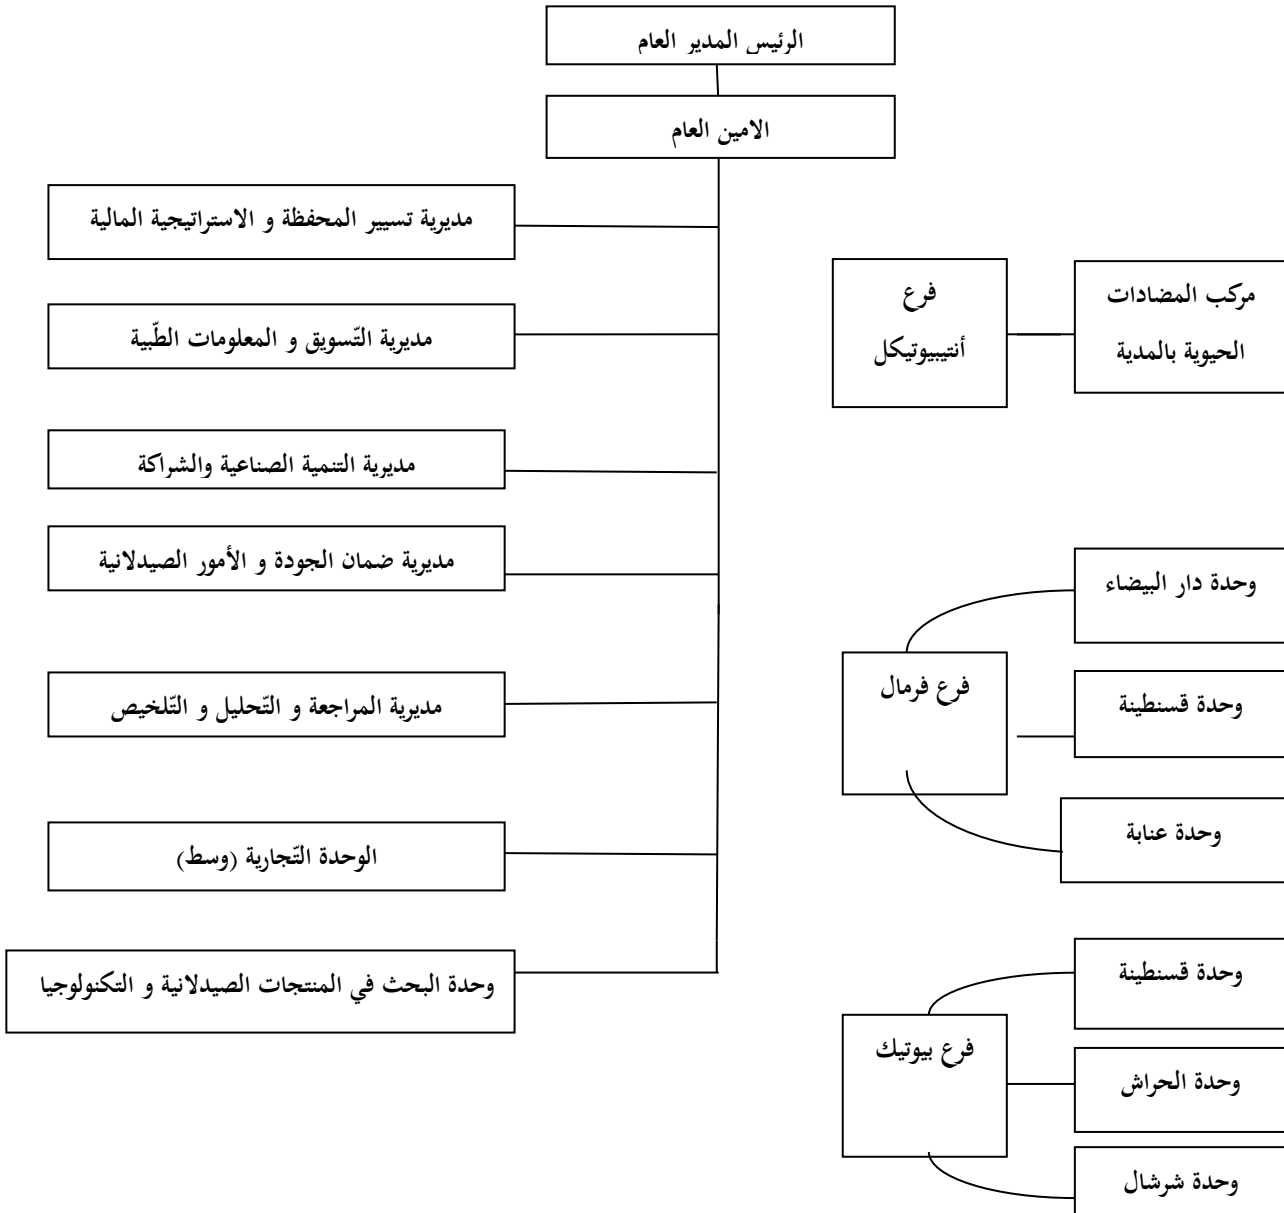 الرئيس المدير العام
الامين العام
مديرية تسيير المحفظة و الاستراتيجية المالية
مديرية التّسويق و المعلومات الطّبية
مديرية التنمية الصناعية والشراكة
مديرية ضمان الجودة و الأمور الصيدلانية
مديرية المراجعة و التّحليل و التّلخيص
الوحدة التّجارية (وسط)
وحدة البحث في المنتجات الصيدلانية و التكنولوجيا
فرع
أنتيبيوتيكل
مركب المضادات
الحيوية بالمدية
فرع فرمال
وحدة دار البيضاء
وحدة قسنطينة
وحدة عنابة
فرع بيوتيك
وحدة قسنطينة
وحدة الحراش
وحدة شرشال